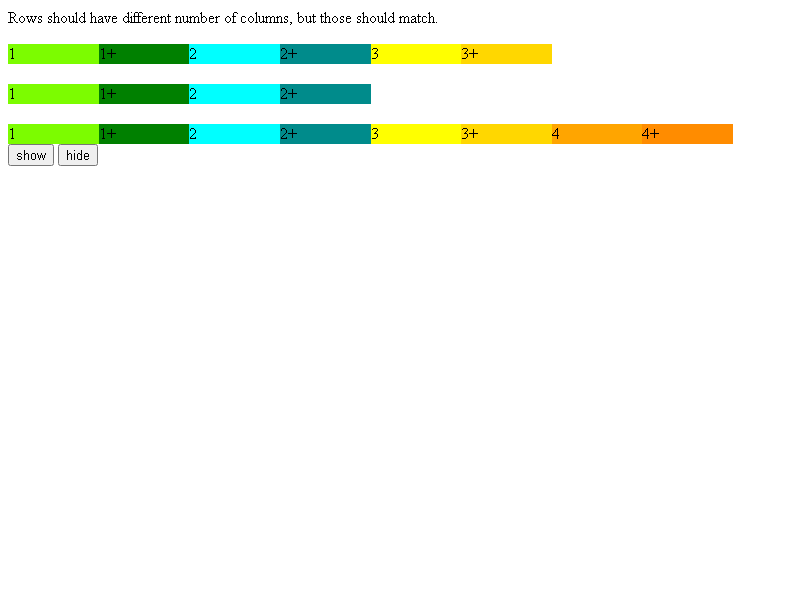 Rows should have different number of columns, but those should match.
1 1+ 2 2+ 3 3+
1 1+ 2 2+
1 1+ 2 2+ 3 3+ 4 4+
show hide